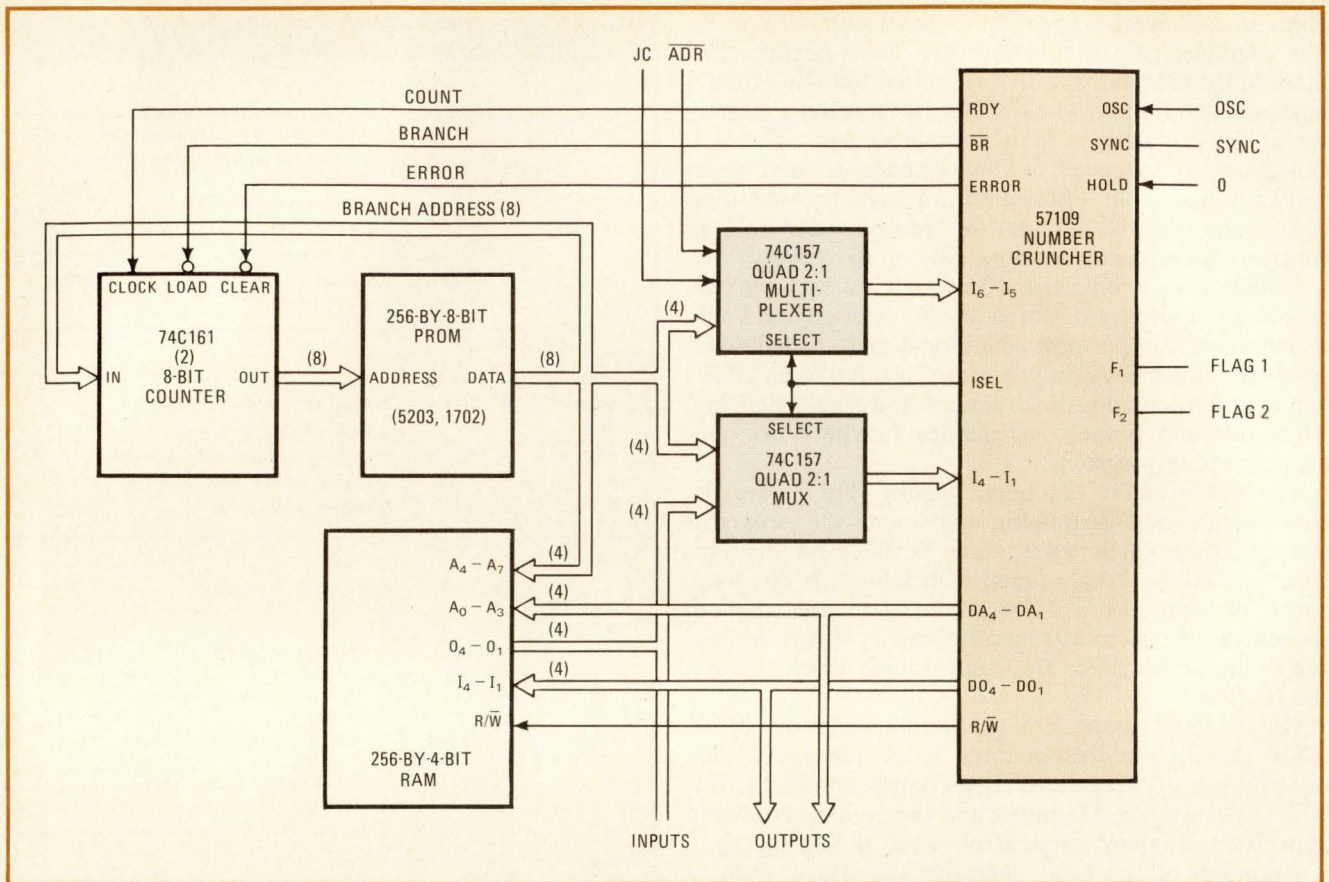 JC $\overline{ADR}$
COUNT
BRANCH
ERROR
BRANCH ADDRESS (8)
CLOCK LOAD CLEAR
74C161
(2)
8-BIT
COUNTER
IN
OUT
(8)
256-BY-8-BIT
PROM
ADDRESS DATA
(5203, 1702)
(8)
(4)
74C157
QUAD 2:1
MULTI-
PLEXER
SELECT
SELECT
74C157
QUAD 2:1
MUX
(4)
(4)
RDY
$\overline{BR}$
ERROR
OSC
SYNC
HOLD
57109
NUMBER
CRUNCHER
I₆ – I₅
ISEL
I₄ – I₁
DA₄ – DA₁
DO₄ – DO₁
R/$\overline{W}$
F₁
F₂
OSC
SYNC
0
FLAG 1
FLAG 2
A₄ – A₇
A₀ – A₃
O₄ – O₁
I₄ – I₁
R/$\overline{W}$
256-BY-4-BIT
RAM
(4)
(4)
(4)
(4)
INPUTS
OUTPUTS